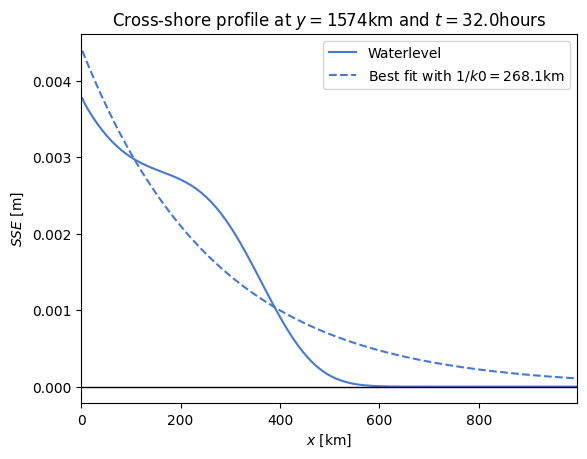 Cross-shore profile at y = 1574km and t = 32.0hours
Waterlevel
Best fit with 1/k0 = 268.1km
SSE [m]
0.004
0.003
0.002
0.001
0.000
0 200 400 600 800
x [km]